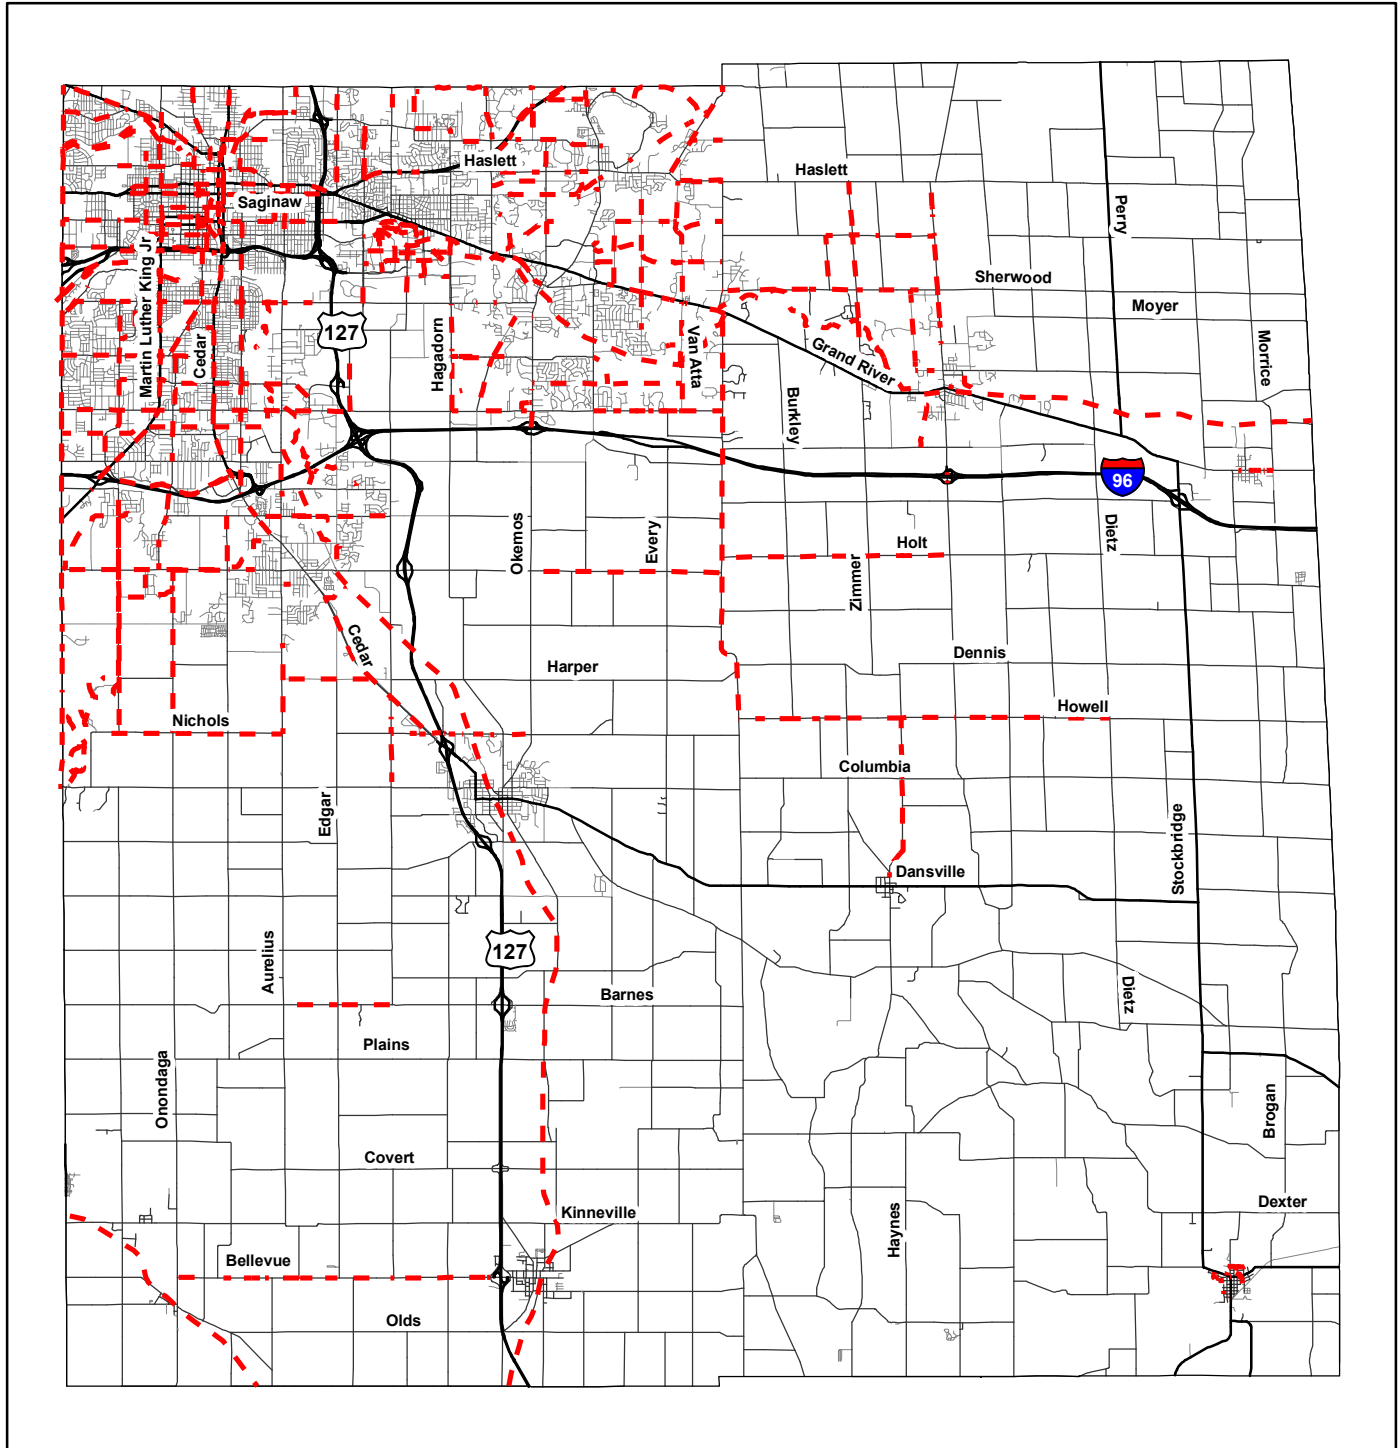 Haslett
Haslett
Saginaw
Perry
Martin Luther King Jr
Cedar
127
Hagadorn
Van Atta
Sherwood
Moyer
Grand River
Burkley
Morrice
96
Okemos
Every
Holt
Zimmer
Dietz
Cedar
Harper
Dennis
Nichols
Howell
Columbia
Edgar
Stockbridge
Dansville
Aurelius
127
Barnes
Dietz
Plains
Onondaga
Brogan
Covert
Kinneville
Haynes
Dexter
Bellevue
Olds